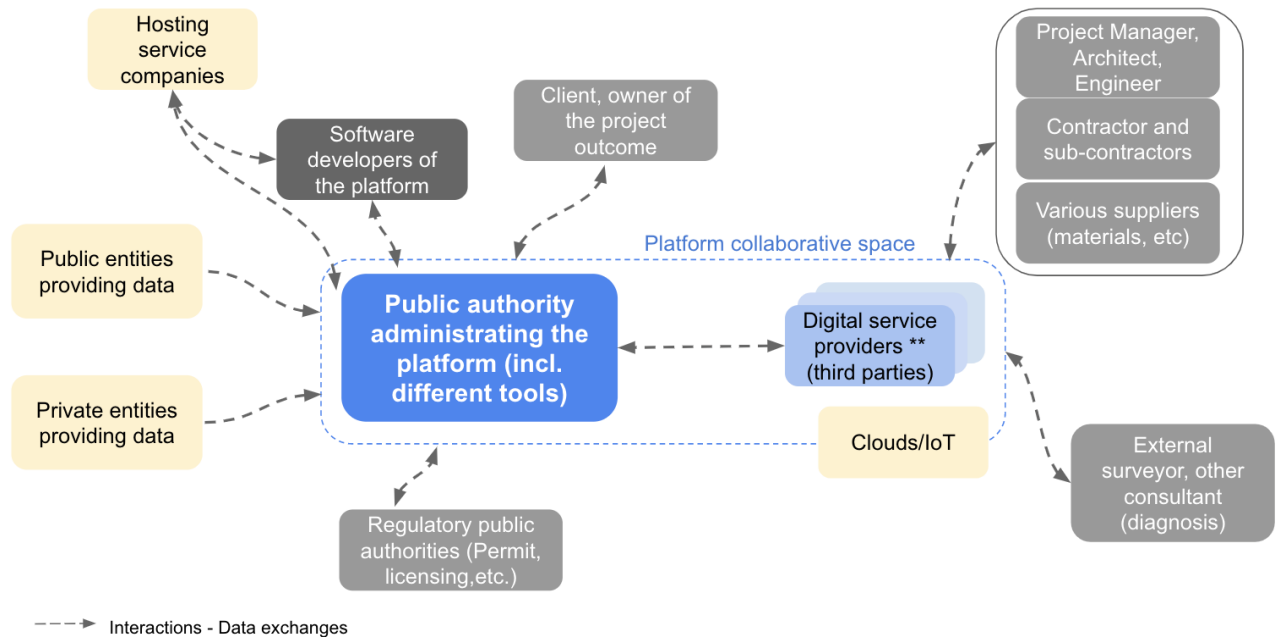 Hosting
service
companies
Software
developers of
the platform
Client, owner of
the project
outcome
Project Manager,
Architect,
Engineer
Contractor and
sub-contractors
Various suppliers
(materials, etc)
Public entities
providing data
Platform collaborative space
Public authority
administrating the
platform (incl.
different tools)
Digital service
providers **
(third parties)
Private entities
providing data
Clouds/IoT
External
surveyor, other
consultant
(diagnosis)
Regulatory public
authorities (Permit,
licensing,etc.)
Interactions - Data exchanges